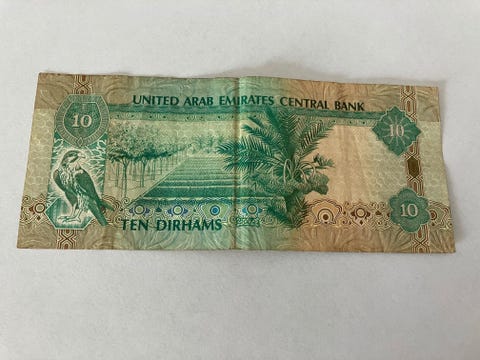 UNITED ARAB EMIRATES CENTRAL BANK
10
10
10
TEN DIRHAMS